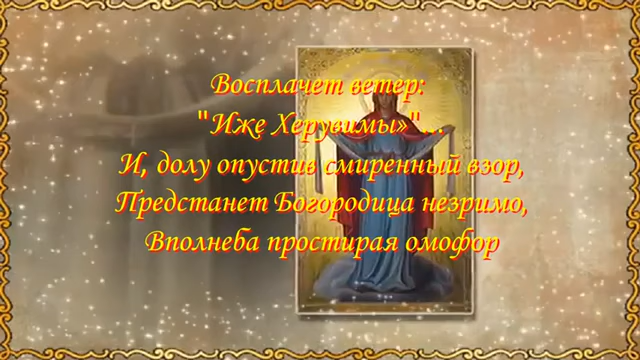 Восплачет ветер:
"Иже Херувимы»"...
И, долу опустив смиренный взор,
Предстанет Богородица незримо,
Вполнеба простирая омофор